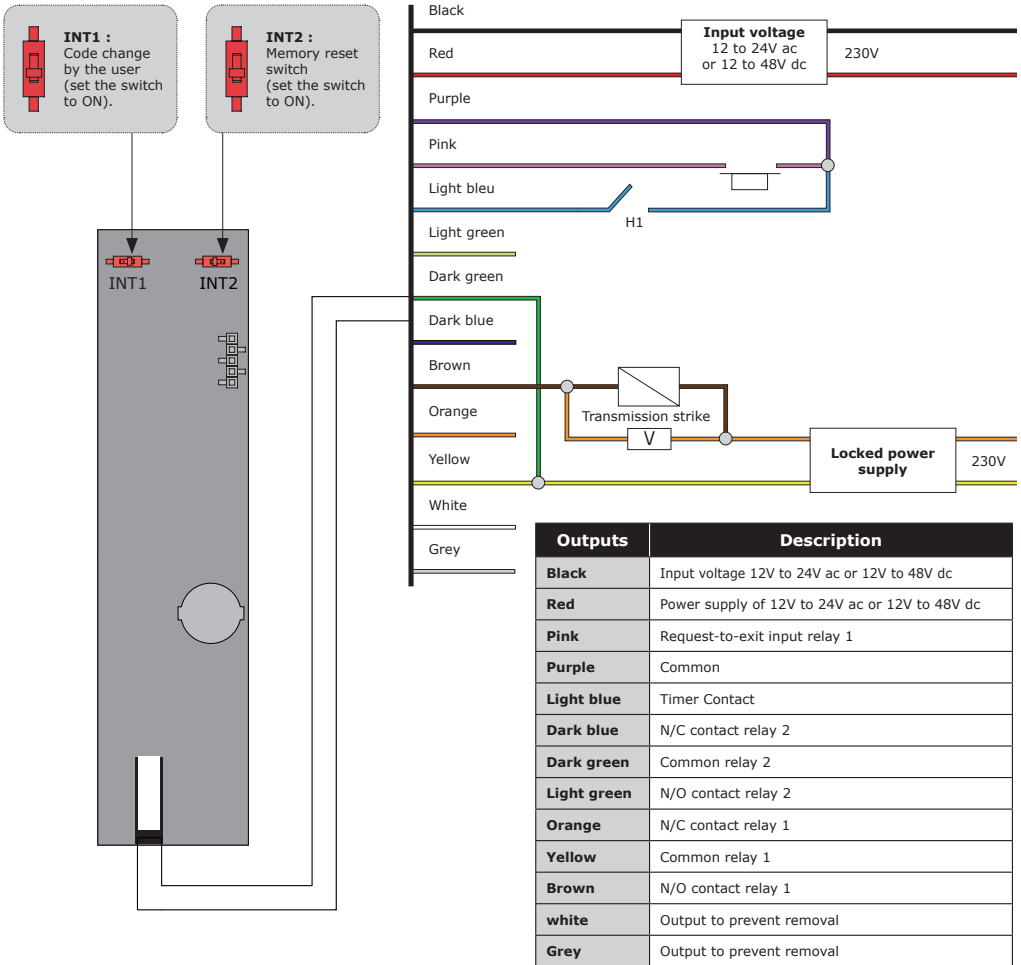 INT1 :
Code change
by the user
(set the switch
to ON).
INT2 :
Memory reset
switch
(set the switch
to ON).
INT1
INT2
Black
Red
Purple
Pink
Light bleu
Light green
Dark green
Dark blue
Brown
Orange
Yellow
White
Grey
Input voltage
12 to 24V ac
or 12 to 48V dc
230V
H1
Transmission strike
V
Locked power
supply
230V
Outputs Description
Black Input voltage 12V to 24V ac or 12V to 48V dc
Red Power supply of 12V to 24V ac or 12V to 48V dc
Pink Request-to-exit input relay 1
Purple Common
Light blue Timer Contact
Dark blue N/C contact relay 2
Dark green Common relay 2
Light green N/O contact relay 2
Orange N/C contact relay 1
Yellow Common relay 1
Brown N/O contact relay 1
white Output to prevent removal
Grey Output to prevent removal